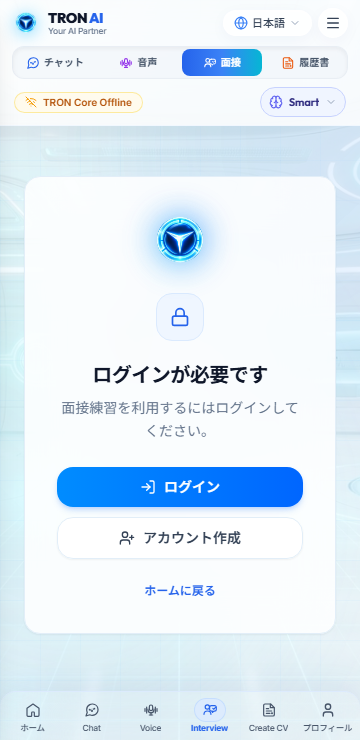 TRON AI
Your AI Partner
日本語
チャット
音声
面接
履歴書
TRON Core Offline
Smart
ログインが必要です
面接練習を利用するにはログインして
ください。
ログイン
アカウント作成
ホームに戻る
ホーム
Chat
Voice
Interview
Create CV
プロフィール